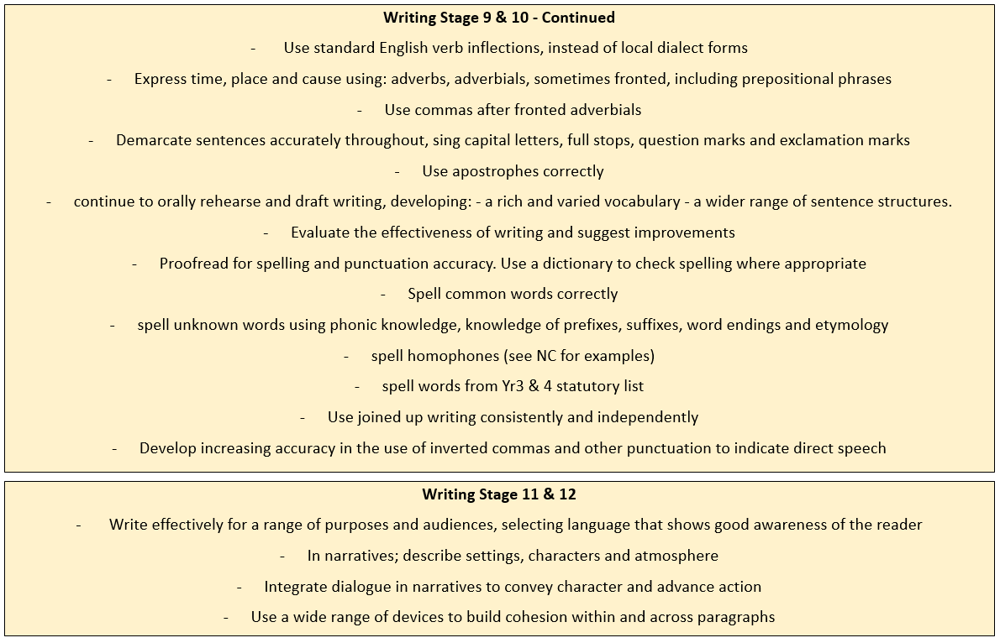 Writing Stage 9 & 10 - Continued
- Use standard English verb inflections, instead of local dialect forms
- Express time, place and cause using: adverbs, adverbials, sometimes fronted, including prepositional phrases
- Use commas after fronted adverbials
- Demarcate sentences accurately throughout, sing capital letters, full stops, question marks and exclamation marks
- Use apostrophes correctly
- continue to orally rehearse and draft writing, developing: - a rich and varied vocabulary - a wider range of sentence structures.
- Evaluate the effectiveness of writing and suggest improvements
- Proofread for spelling and punctuation accuracy. Use a dictionary to check spelling where appropriate
- Spell common words correctly
- spell unknown words using phonic knowledge, knowledge of prefixes, suffixes, word endings and etymology
- spell homophones (see NC for examples)
- spell words from Yr3 & 4 statutory list
- Use joined up writing consistently and independently
- Develop increasing accuracy in the use of inverted commas and other punctuation to indicate direct speech
Writing Stage 11 & 12
- Write effectively for a range of purposes and audiences, selecting language that shows good awareness of the reader
- In narratives; describe settings, characters and atmosphere
- Integrate dialogue in narratives to convey character and advance action
- Use a wide range of devices to build cohesion within and across paragraphs